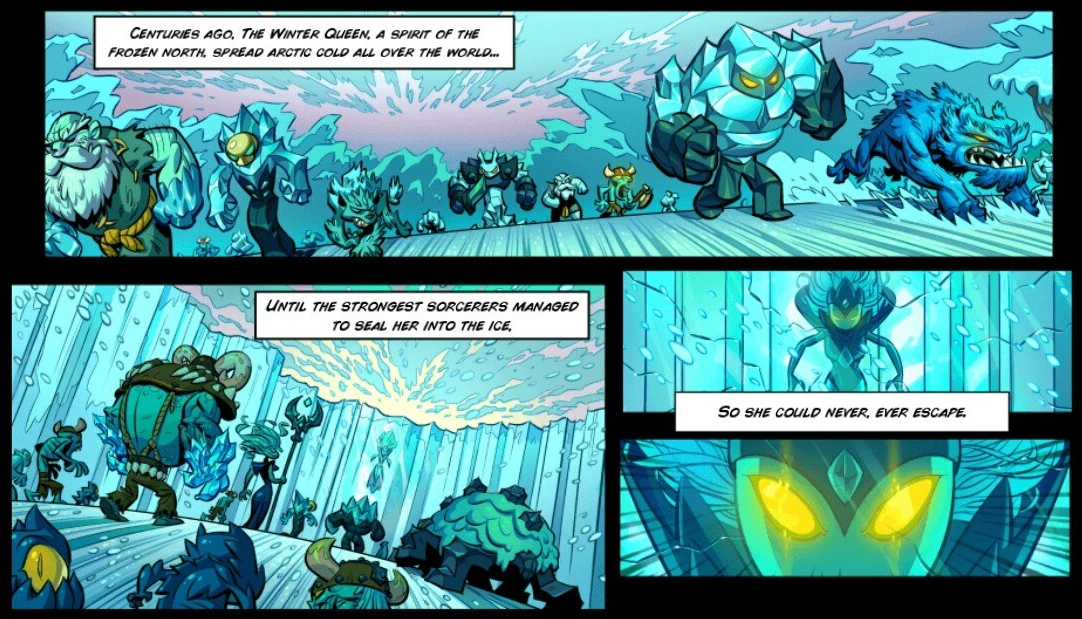 Centuries ago, The Winter Queen, a spirit of the
frozen north, spread arctic cold all over the world...
Until the strongest sorcerers managed
to seal her into the ice,
So she could never, ever escape.